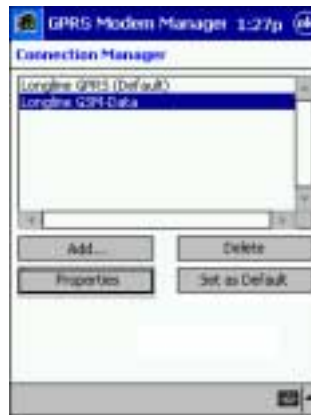 GPRS Modem Manager 1:27p ok
Connection Manager
Longline GPRS (Default)
Longline GSM-Data
Add... Delete
Properties Set as Default